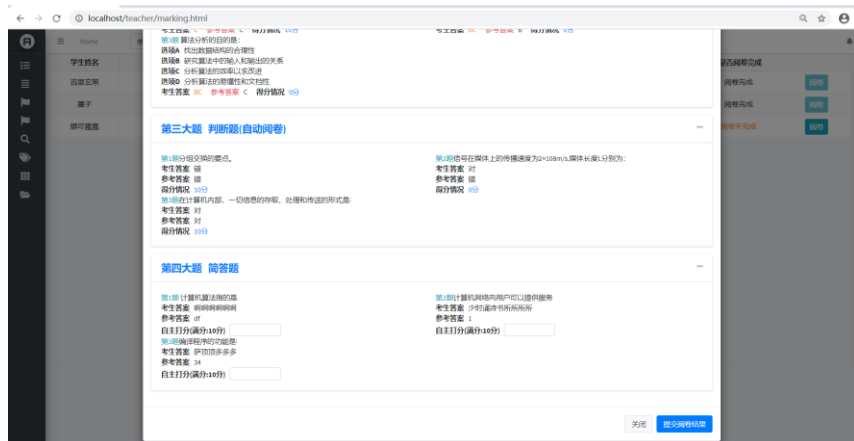 localhost/teacher/marking.html
Home
学生姓名
是否阅卷完成
百里玄策
阅卷完成
阅卷
墨子
阅卷完成
阅卷
娜可露露
阅卷未完成
阅卷
考生答案 C 参考答案 C 得分情况 10分
考生答案 BC 参考答案 B 得分情况 0分
第3题 算法分析的目的是:
选项A 找出数据结构的合理性
选项B 研究算法中的输入和输出的关系
选项C 分析算法的效率以求改进
选项D 分析算法的易懂性和文档性
考生答案 BC 参考答案 C 得分情况 0分
第三大题 判断题(自动阅卷)
第1题分组交换的要点。
考生答案 错
参考答案 错
得分情况 10分
第2题信号在媒体上的传播速度为2×108m/s.媒体长度L分别为:
考生答案 对
参考答案 错
得分情况 0分
第3题在计算机内部、一切信息的存取、处理和传送的形式是:
考生答案 对
参考答案 对
得分情况 10分
第四大题 简答题
第1题 计算机算法指的是
考生答案 啊啊啊啊啊啊
参考答案 df
自主打分(满分:10分)
第2题计算机网络向用户可以提供服务
考生答案 少时诵诗书所所所所
参考答案 1
自主打分(满分:10分)
第3题编译程序的功能是:
考生答案 萨顶顶多多多
参考答案 34
自主打分(满分:10分)
关闭
提交阅卷结果